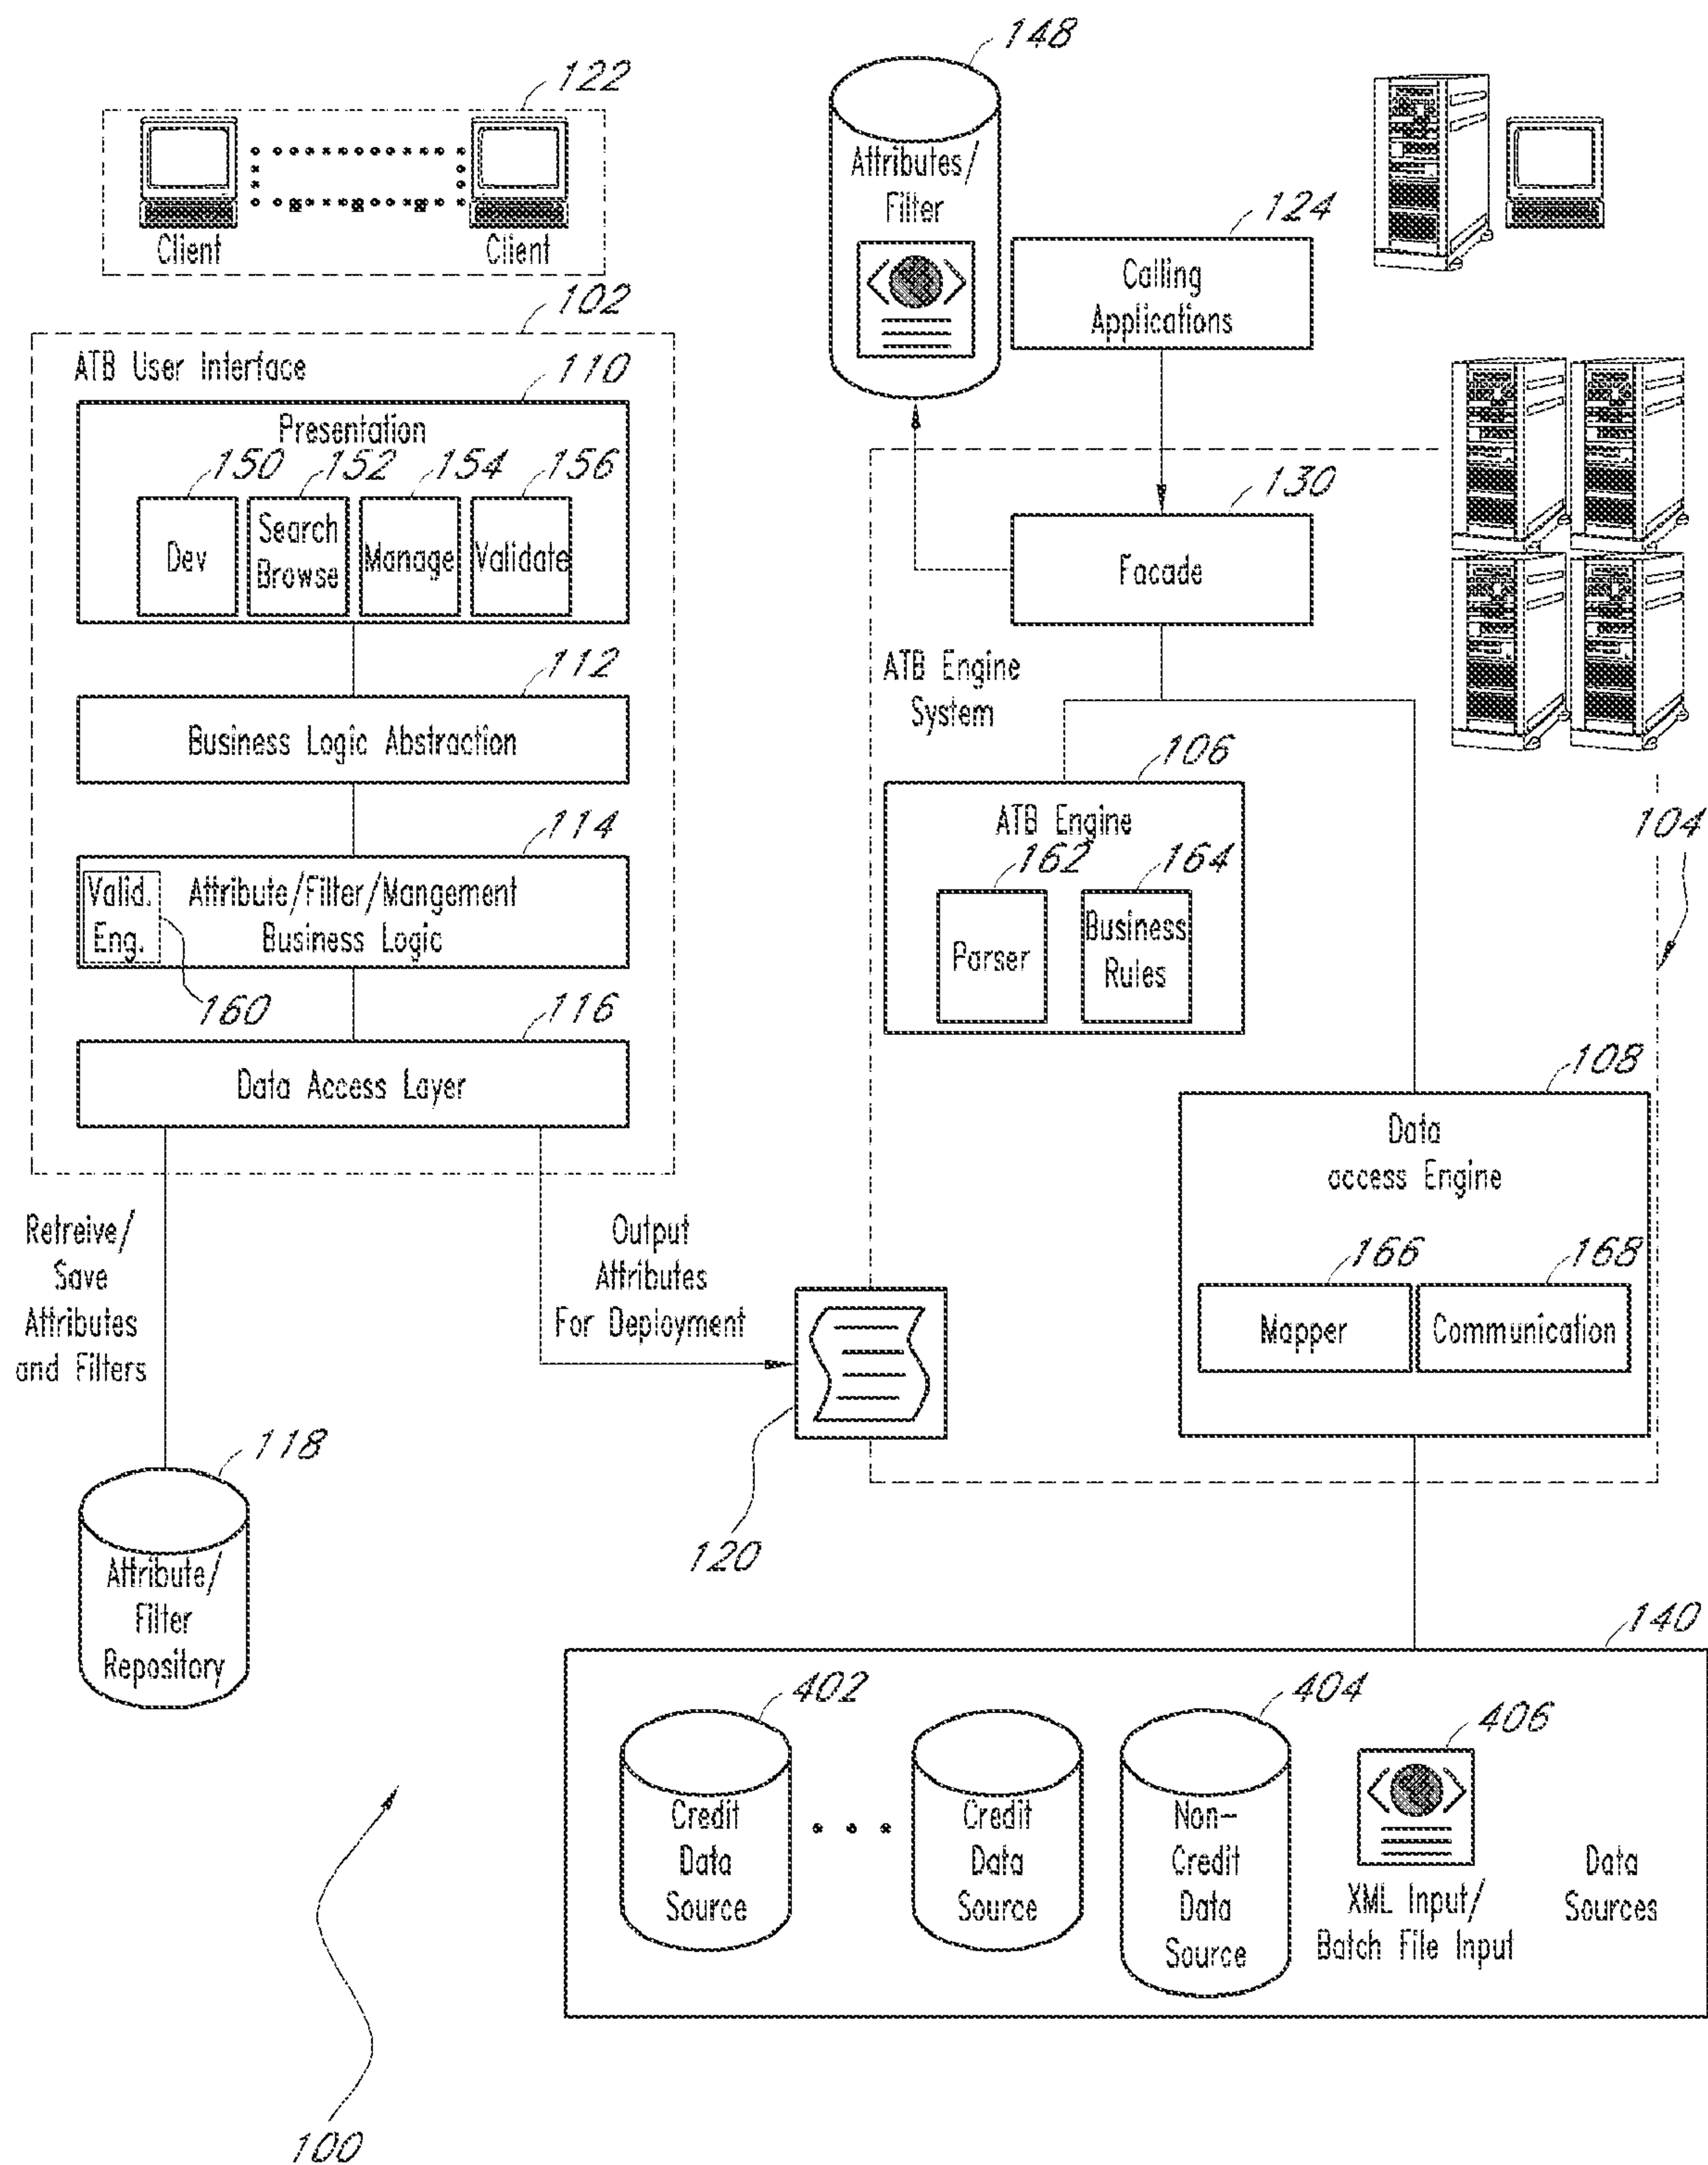 148
122
Client
Client
Attributes/
Filter
124
Calling
Applications
102
ATB User Interface
110
Presentation
150
152
154
156
Dev
Search
Browse
Manage
Validate
130
Facade
ATB Engine
System
112
Business Logic Abstraction
106
ATB Engine
162
164
Parser
Business
Rules
104
114
Valid.
Eng.
Attribute/Filter/Mangement
Business Logic
160
116
Data Access Layer
108
Data
access Engine
166
168
Mapper
Communication
Retreive/
Save
Attributes
and Filters
Output
Attributes
For Deployment
118
Attribute/
Filter
Repository
120
140
402
404
406
Credit
Data
Source
Credit
Data
Source
Non-
Credit
Data
Source
XML Input/
Batch File Input
Data
Sources
100